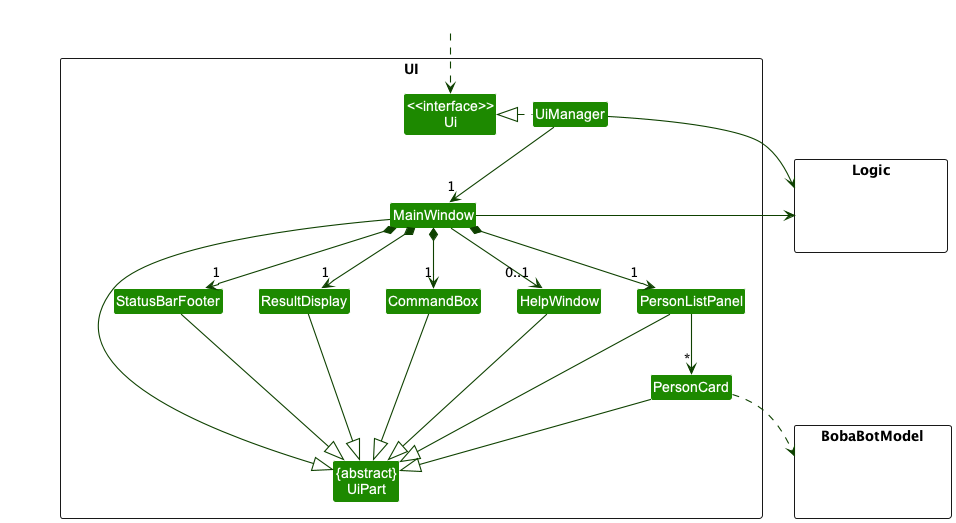 UI
<<interface>>
Ui
UiManager
Logic
1
MainWindow
1
1
1
0..1
1
StatusBarFooter
ResultDisplay
CommandBox
HelpWindow
PersonListPanel
*
PersonCard
BobaBotModel
{abstract}
UiPart